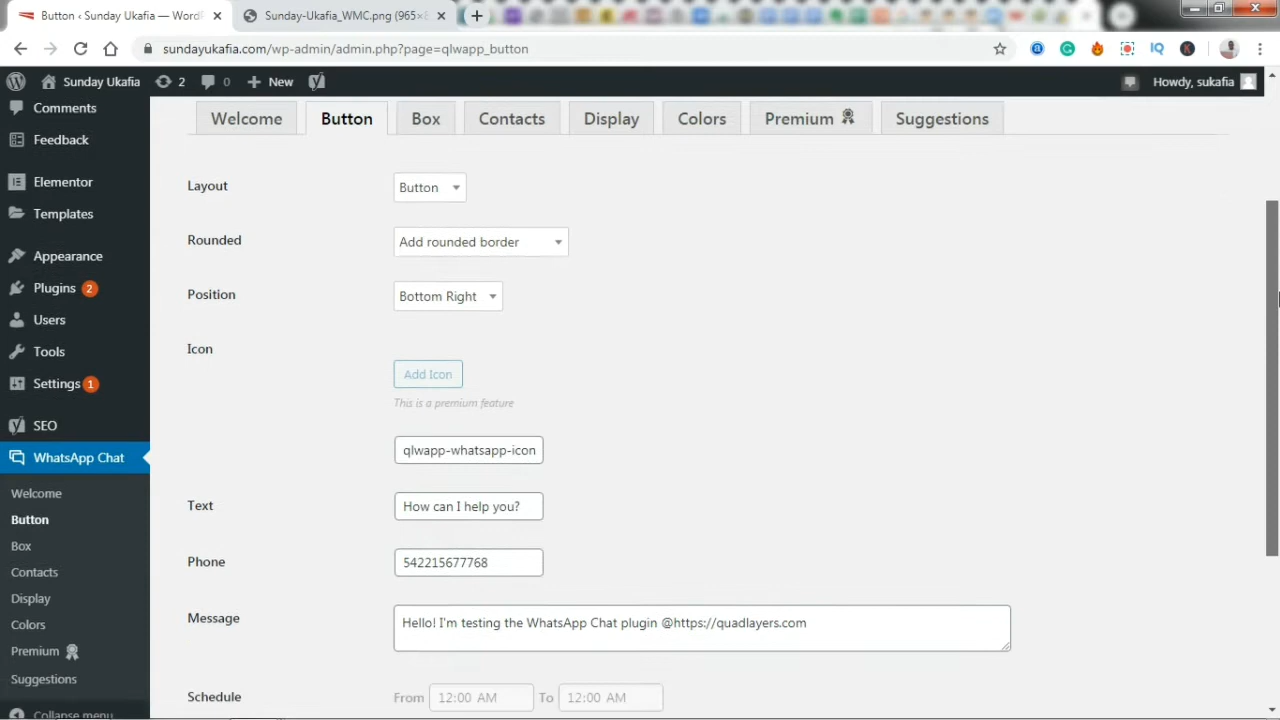 Button ‹ Sunday Ukafia — WordP
Sunday-Ukafia_WMC.png (965×8
sundayukafia.com/wp-admin/admin.php?page=qlwapp_button
IQ
K
Sunday Ukafia
2
0
New
Howdy, sukafia
Comments
Feedback
Elementor
Templates
Appearance
Plugins 2
Users
Tools
Settings 1
SEO
WhatsApp Chat
Welcome
Button
Box
Contacts
Display
Colors
Premium
Suggestions
Collapse menu
Welcome
Button
Box
Contacts
Display
Colors
Premium
Suggestions
Layout
Button
Rounded
Add rounded border
Position
Bottom Right
Icon
Add Icon
This is a premium feature
qlwapp-whatsapp-icon
Text
How can I help you?
Phone
542215677768
Message
Hello! I'm testing the WhatsApp Chat plugin @https://quadlayers.com
Schedule
From 12:00 AM To 12:00 AM